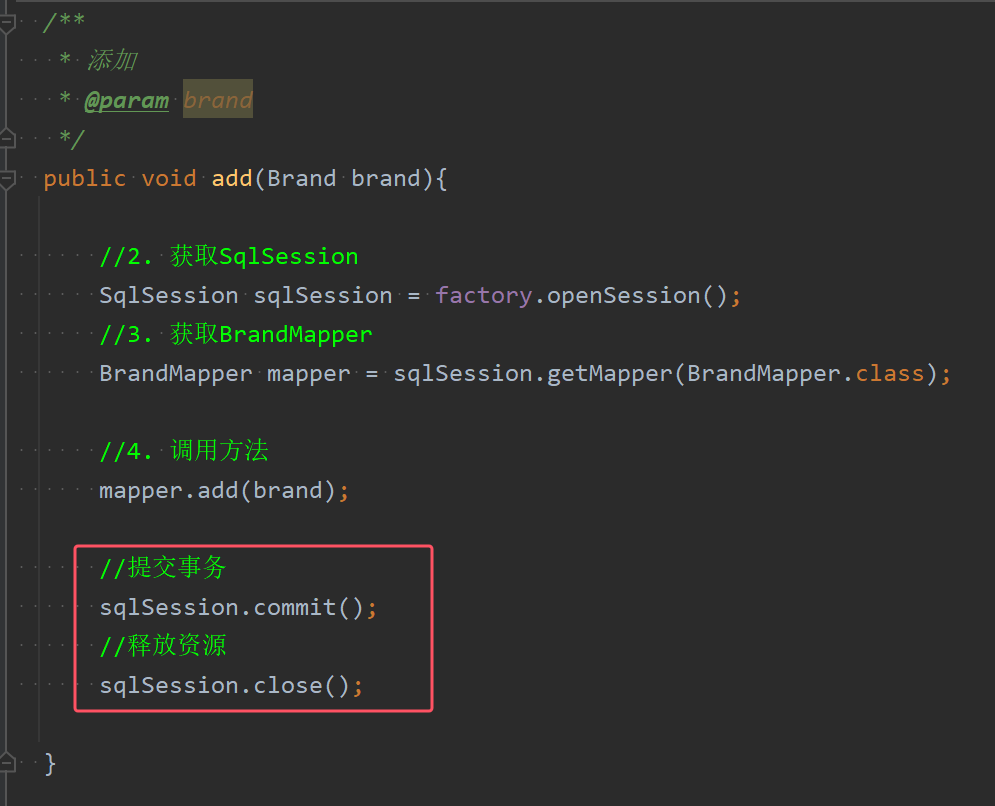 /**
* 添加
* @param brand
*/
public void add(Brand brand){
//2. 获取SqlSession
SqlSession sqlSession = factory.openSession();
//3. 获取BrandMapper
BrandMapper mapper = sqlSession.getMapper(BrandMapper.class);
//4. 调用方法
mapper.add(brand);
//提交事务
sqlSession.commit();
//释放资源
sqlSession.close();
}